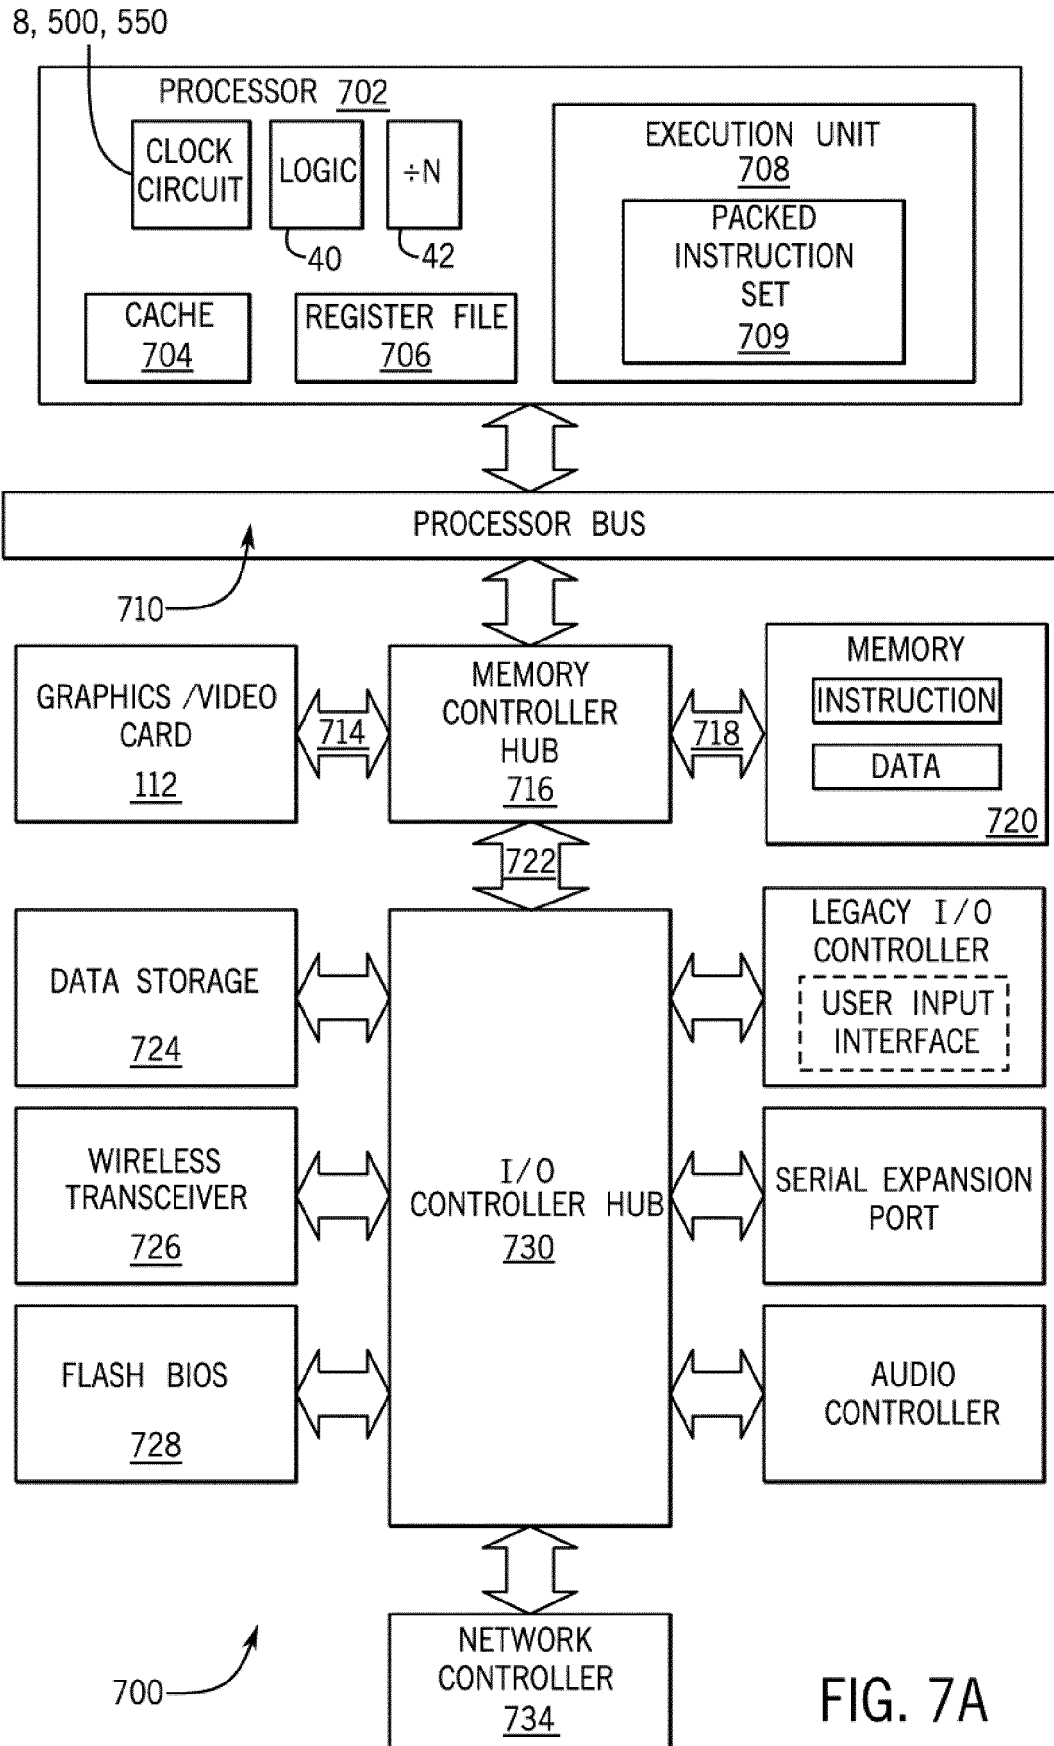 8, 500, 550
PROCESSOR 702
CLOCK
CIRCUIT
LOGIC
÷N
40
42
CACHE
704
REGISTER FILE
706
EXECUTION UNIT
708
PACKED
INSTRUCTION
SET
709
PROCESSOR BUS
710
GRAPHICS /VIDEO
CARD
112
714
MEMORY
CONTROLLER
HUB
716
718
MEMORY
INSTRUCTION
DATA
720
722
DATA STORAGE
724
LEGACY I/O
CONTROLLER
USER INPUT
INTERFACE
WIRELESS
TRANSCEIVER
726
I/O
CONTROLLER HUB
730
SERIAL EXPANSION
PORT
FLASH BIOS
728
AUDIO
CONTROLLER
NETWORK
CONTROLLER
734
700
FIG. 7A